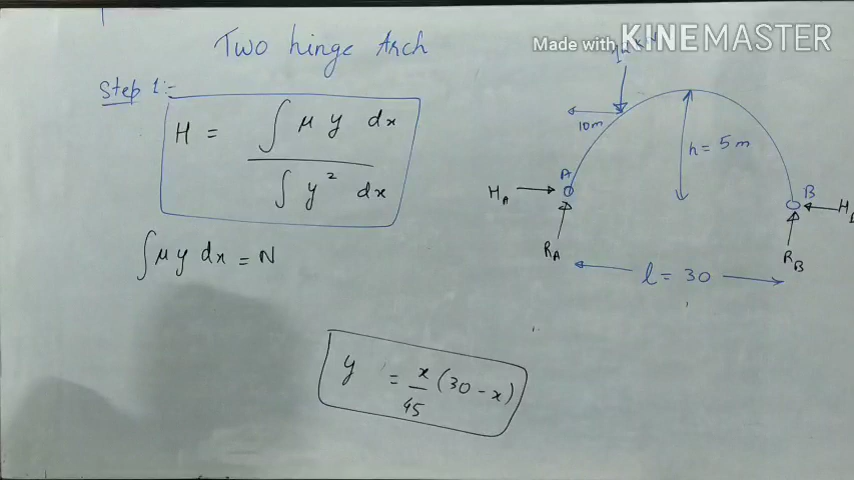 Two hinge Arch
Made with KINEMASTER
Step 1:-
H = ∫ μ y dx / ∫ y² dx
10m
h = 5m
A
B
H_A
R_A
R_B
l = 30
∫ μ y dx = N
y = x/45 (30 - x)